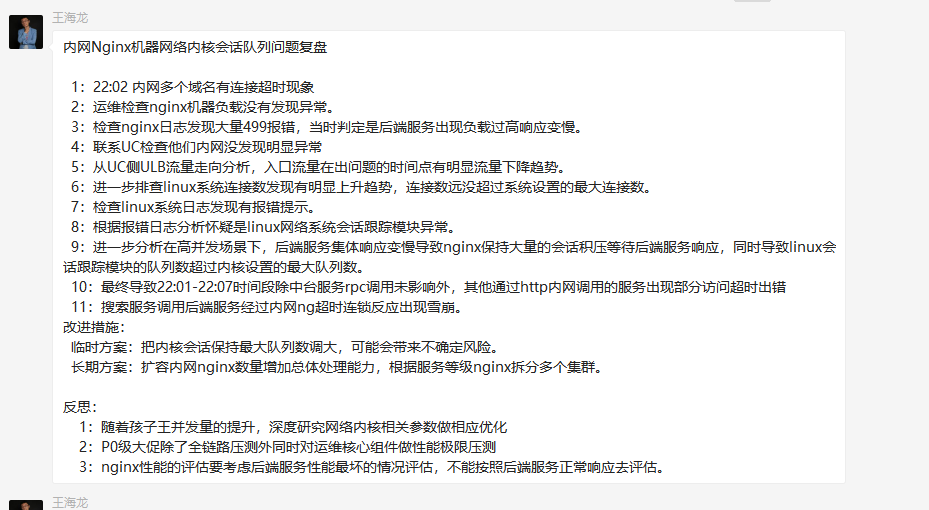 王海龙
内网Nginx机器网络内核会话队列问题复盘
1：22:02 内网多个域名有连接超时现象
2：运维检查nginx机器负载没有发现异常。
3：检查nginx日志发现大量499报错，当时判定是后端服务出现负载过高响应变慢。
4：联系UC检查他们内网没发现明显异常
5：从UC侧ULB流量走向分析，入口流量在出问题的时间点有明显流量下降趋势。
6：进一步排查linux系统连接数发现有明显上升趋势，连接数远没超过系统设置的最大连接数。
7：检查linux系统日志发现有报错提示。
8：根据报错日志分析怀疑是linux网络系统会话跟踪模块异常。
9：进一步分析在高并发场景下，后端服务集体响应变慢导致nginx保持大量的会话积压等待后端服务响应，同时导致linux会
话跟踪模块的队列数超过内核设置的最大队列数。
10：最终导致22:01-22:07时间段除中台服务rpc调用未影响外，其他通过http内网调用的服务出现部分访问超时出错
11：搜索服务调用后端服务经过内网ng超时连锁反应出现雪崩。
改进措施：
临时方案：把内核会话保持最大队列数调大，可能会带来不确定风险。
长期方案：扩容内网nginx数量增加总体处理能力，根据服务等级nginx拆分多个集群。
反思：
1：随着孩子王并发量的提升，深度研究网络内核相关参数做相应优化
2：P0级大促除了全链路压测外同时对运维核心组件做性能极限压测
3：nginx性能的评估要考虑后端服务性能最坏的情况评估，不能按照后端服务正常响应去评估。
王海龙